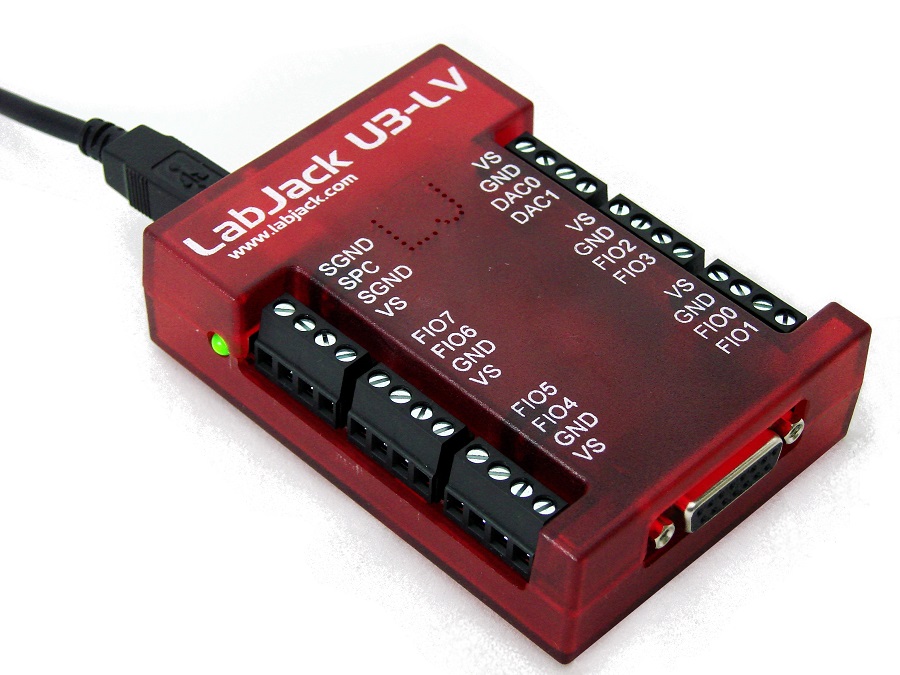 LabJack U3-LV
www.labjack.com
VS
GND
DAC0
DAC1
VS
GND
FIO2
FIO3
VS
GND
FIO0
FIO1
SGND
SPC
SGND
VS
FIO7
FIO6
GND
VS
FIO5
FIO4
GND
VS